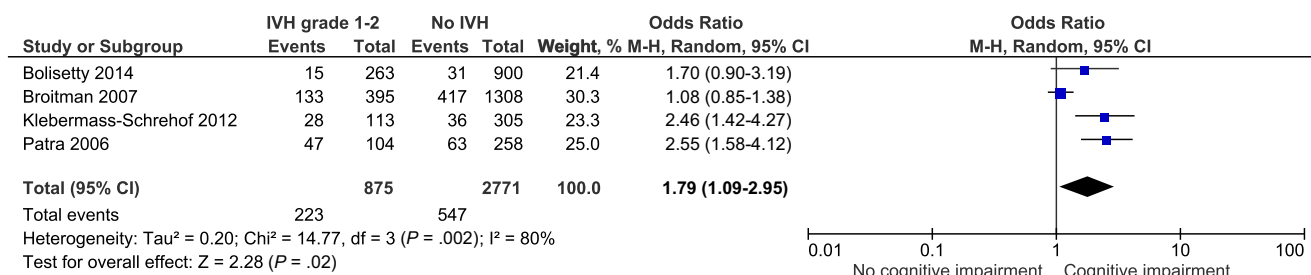 IVH grade 1-2 No IVH Odds Ratio Odds Ratio
Study or Subgroup Events Total Events Total Weight, % M-H, Random, 95% CI M-H, Random, 95% CI
Bolisetty 2014 15 263 31 900 21.4 1.70 (0.90-3.19)
Broitman 2007 133 395 417 1308 30.3 1.08 (0.85-1.38)
Klebermass-Schrehof 2012 28 113 36 305 23.3 2.46 (1.42-4.27)
Patra 2006 47 104 63 258 25.0 2.55 (1.58-4.12)
Total (95% CI) 875 2771 100.0 1.79 (1.09-2.95)
Total events 223 547
Heterogeneity: Tau² = 0.20; Chi² = 14.77, df = 3 (P = .002); I² = 80%
Test for overall effect: Z = 2.28 (P = .02)
0.01 0.1 1 10 100
No cognitive impairment Cognitive impairment